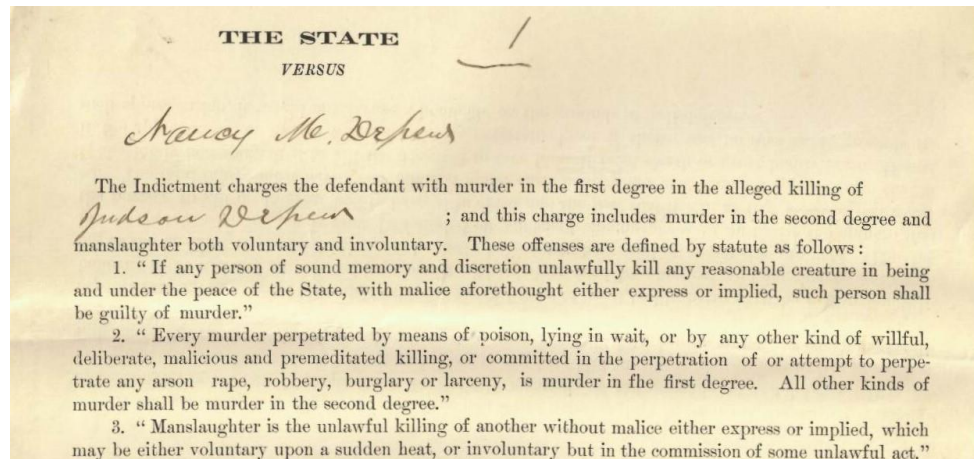 THE STATE
1
VERSUS
Nancy M. Depew
The Indictment charges the defendant with murder in the first degree in the alleged killing of
Judson Depew ; and this charge includes murder in the second degree and
manslaughter both voluntary and involuntary. These offenses are defined by statute as follows :
1. “ If any person of sound memory and discretion unlawfully kill any reasonable creature in being
and under the peace of the State, with malice aforethought either express or implied, such person shall
be guilty of murder.”
2. “ Every murder perpetrated by means of poison, lying in wait, or by any other kind of willful,
deliberate, malicious and premeditated killing, or committed in the perpetration of or attempt to perpe-
trate any arson rape, robbery, burglary or larceny, is murder in fhe first degree. All other kinds of
murder shall be murder in the second degree.”
3. “ Manslaughter is the unlawful killing of another without malice either express or implied, which
may be either voluntary upon a sudden heat, or involuntary but in the commission of some unlawful act.”